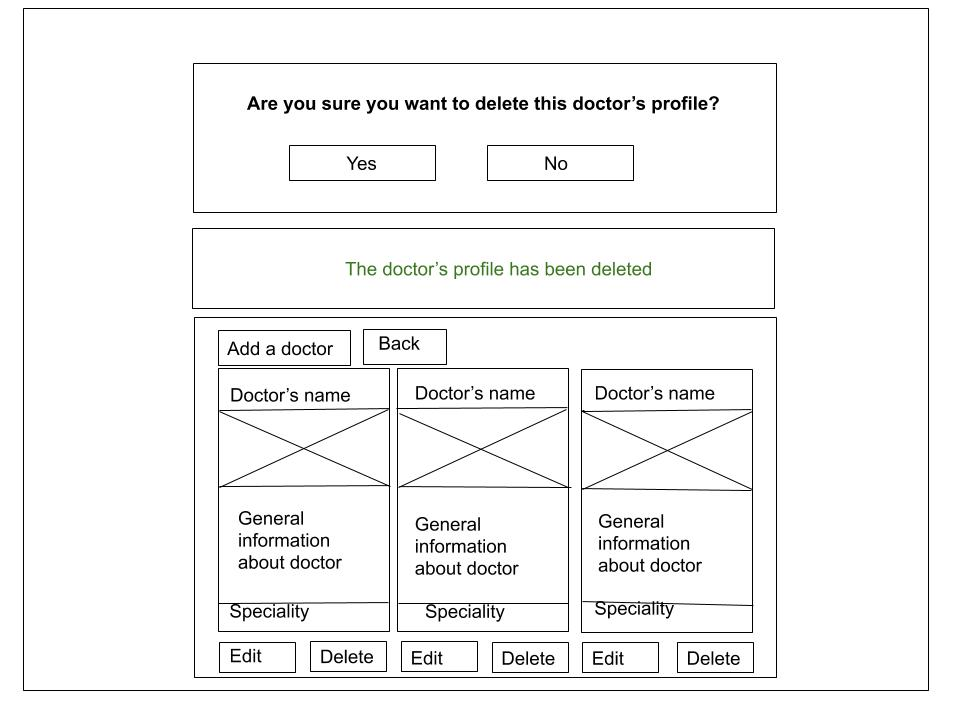 Are you sure you want to delete this doctor’s profile?
Yes
No
The doctor’s profile has been deleted
Add a doctor
Back
Doctor’s name
Doctor’s name
Doctor’s name
General
information
about doctor
General
information
about doctor
General
information
about doctor
Speciality
Speciality
Speciality
Edit
Delete
Edit
Delete
Edit
Delete